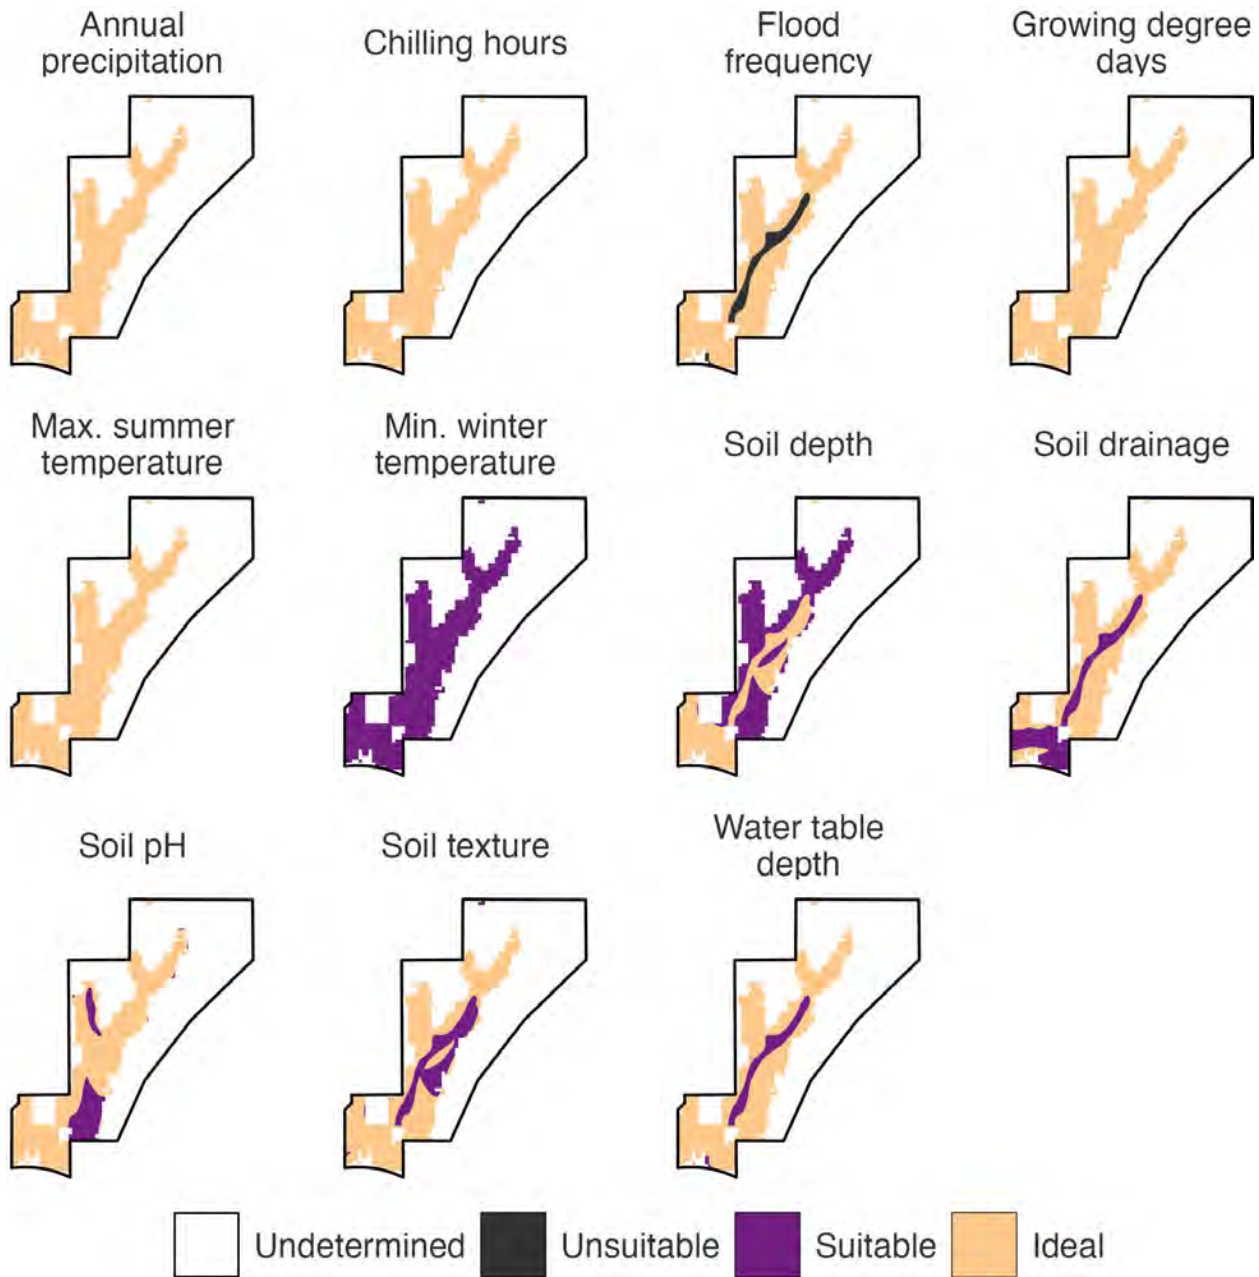 Annual
precipitation
Chilling hours
Flood
frequency
Growing degree
days
Max. summer
temperature
Min. winter
temperature
Soil depth
Soil drainage
Soil pH
Soil texture
Water table
depth
Undetermined
Unsuitable
Suitable
Ideal